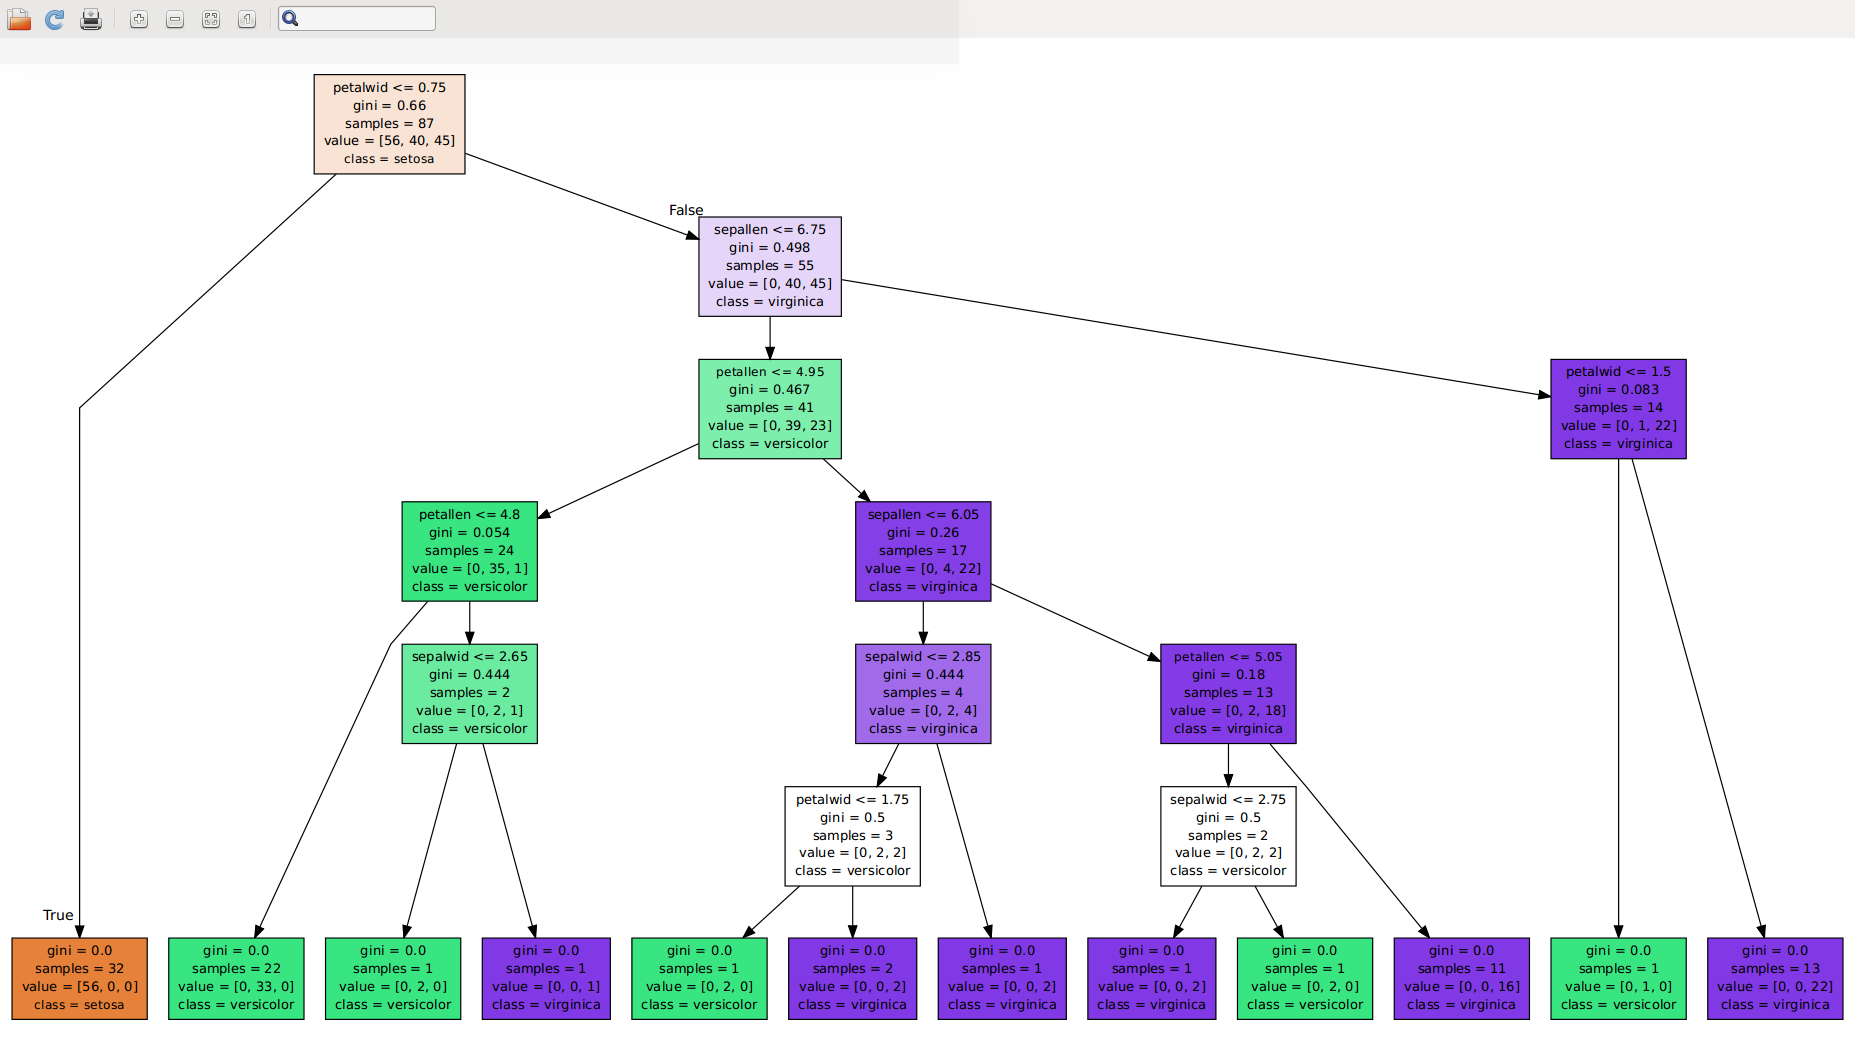 1
petalwid <= 0.75
gini = 0.66
samples = 87
value = [56, 40, 45]
class = setosa
False
sepallen <= 6.75
gini = 0.498
samples = 55
value = [0, 40, 45]
class = virginica
petallen <= 4.95
gini = 0.467
samples = 41
value = [0, 39, 23]
class = versicolor
petalwid <= 1.5
gini = 0.083
samples = 14
value = [0, 1, 22]
class = virginica
petallen <= 4.8
gini = 0.054
samples = 24
value = [0, 35, 1]
class = versicolor
sepallen <= 6.05
gini = 0.26
samples = 17
value = [0, 4, 22]
class = virginica
sepalwid <= 2.65
gini = 0.444
samples = 2
value = [0, 2, 1]
class = versicolor
sepalwid <= 2.85
gini = 0.444
samples = 4
value = [0, 2, 4]
class = virginica
petallen <= 5.05
gini = 0.18
samples = 13
value = [0, 2, 18]
class = virginica
petalwid <= 1.75
gini = 0.5
samples = 3
value = [0, 2, 2]
class = versicolor
sepalwid <= 2.75
gini = 0.5
samples = 2
value = [0, 2, 2]
class = versicolor
True
gini = 0.0
samples = 32
value = [56, 0, 0]
class = setosa
gini = 0.0
samples = 22
value = [0, 33, 0]
class = versicolor
gini = 0.0
samples = 1
value = [0, 2, 0]
class = versicolor
gini = 0.0
samples = 1
value = [0, 0, 1]
class = virginica
gini = 0.0
samples = 1
value = [0, 2, 0]
class = versicolor
gini = 0.0
samples = 2
value = [0, 0, 2]
class = virginica
gini = 0.0
samples = 1
value = [0, 0, 2]
class = virginica
gini = 0.0
samples = 1
value = [0, 0, 2]
class = virginica
gini = 0.0
samples = 1
value = [0, 2, 0]
class = versicolor
gini = 0.0
samples = 11
value = [0, 0, 16]
class = virginica
gini = 0.0
samples = 1
value = [0, 1, 0]
class = versicolor
gini = 0.0
samples = 13
value = [0, 0, 22]
class = virginica